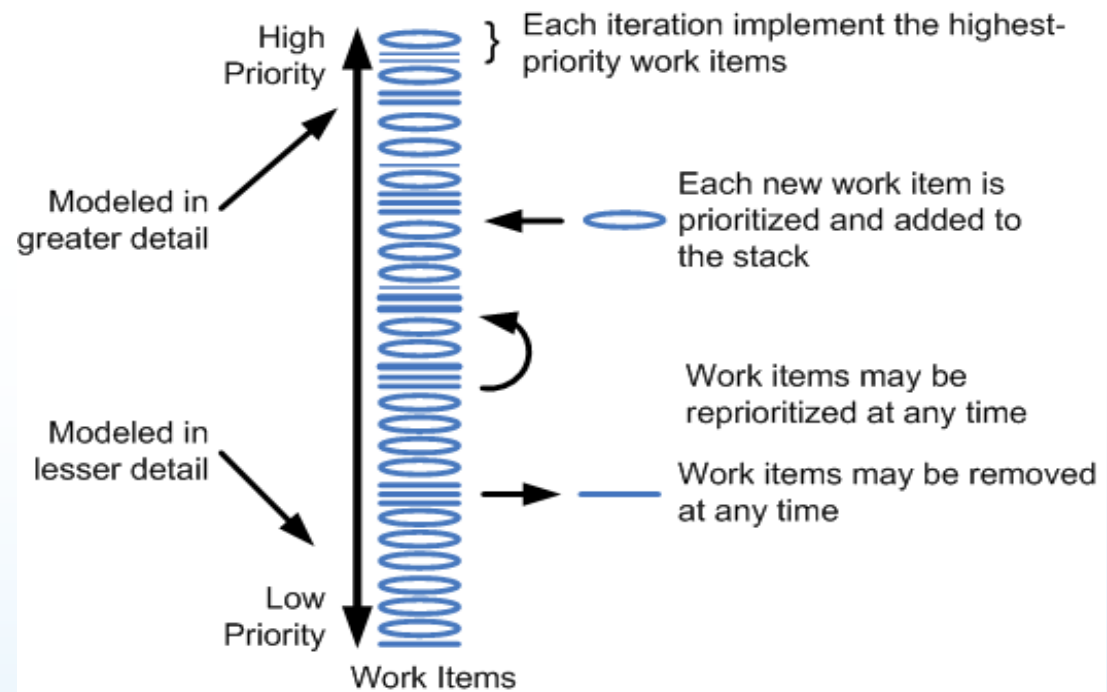 High
Priority
Each iteration implement the highest-
priority work items
Modeled in
greater detail
Each new work item is
prioritized and added to
the stack
Work items may be
reprioritized at any time
Modeled in
lesser detail
Work items may be removed
at any time
Low
Priority
Work Items